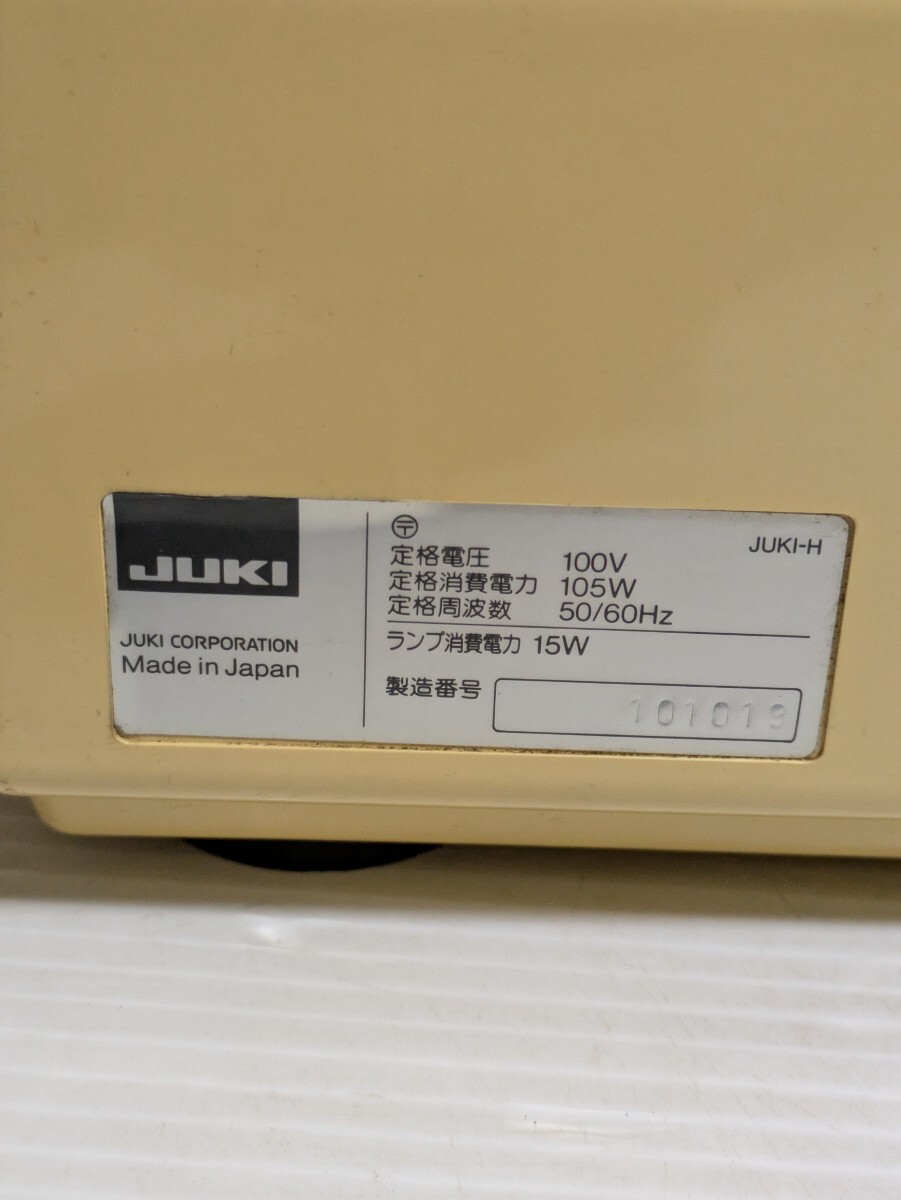 JUKI
JUKI CORPORATION
Made in Japan
〶
JUKI-H
定格電圧 100V
定格消費電力 105W
定格周波数 50/60Hz
ランプ消費電力 15W
製造番号 101019